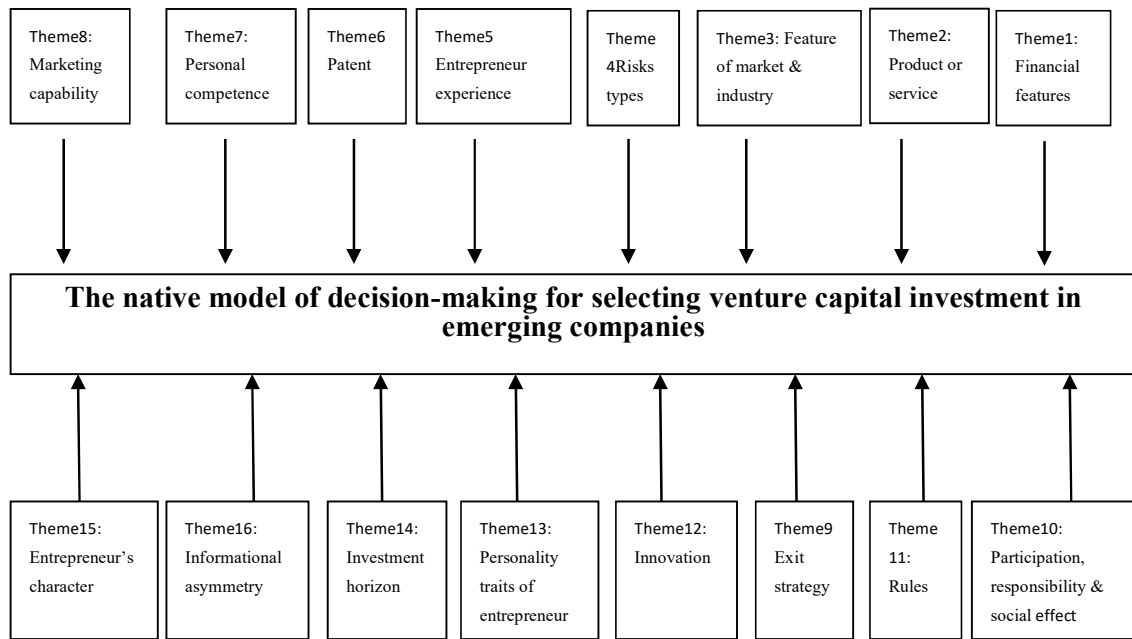 Theme8:
Marketing
capability
Theme7:
Personal
competence
Theme6
Patent
Theme5
Entrepreneur
experience
Theme
4Risks
types
Theme3: Feature
of market &
industry
Theme2:
Product or
service
Theme1:
Financial
features
The native model of decision-making for selecting venture capital investment in
emerging companies
Theme15:
Entrepreneur’s
character
Theme16:
Informational
asymmetry
Theme14:
Investment
horizon
Theme13:
Personality
traits of
entrepreneur
Theme12:
Innovation
Theme9
Exit
strategy
Theme
11:
Rules
Theme10:
Participation,
responsibility &
social effect